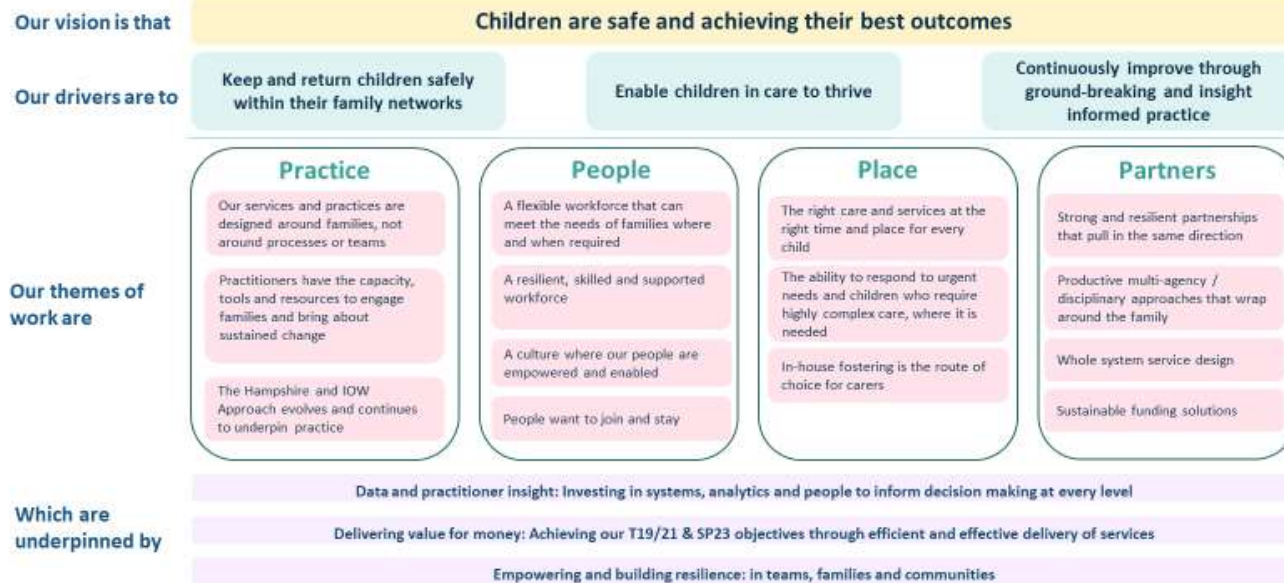 Our vision is that
Children are safe and achieving their best outcomes
Our drivers are to
Keep and return children safely
within their family networks
Enable children in care to thrive
Continuously improve through
ground-breaking and insight
informed practice
Our themes of
work are
Practice
Our services and practices are
designed around families, not
around processes or teams
Practitioners have the capacity,
tools and resources to engage
families and bring about
sustained change
The Hampshire and IOW
Approach evolves and continues
to underpin practice
People
A flexible workforce that can
meet the needs of families where
and when required
A resilient, skilled and supported
workforce
A culture where our people are
empowered and enabled
People want to join and stay
Place
The right care and services at the
right time and place for every
child
The ability to respond to urgent
needs and children who require
highly complex care, where it is
needed
In-house fostering is the route of
choice for carers
Partners
Strong and resilient partnerships
that pull in the same direction
Productive multi-agency /
disciplinary approaches that wrap
around the family
Whole system service design
Sustainable funding solutions
Which are
underpinned by
Data and practitioner insight: Investing in systems, analytics and people to inform decision making at every level
Delivering value for money: Achieving our T19/21 & SP23 objectives through efficient and effective delivery of services
Empowering and building resilience: in teams, families and communities